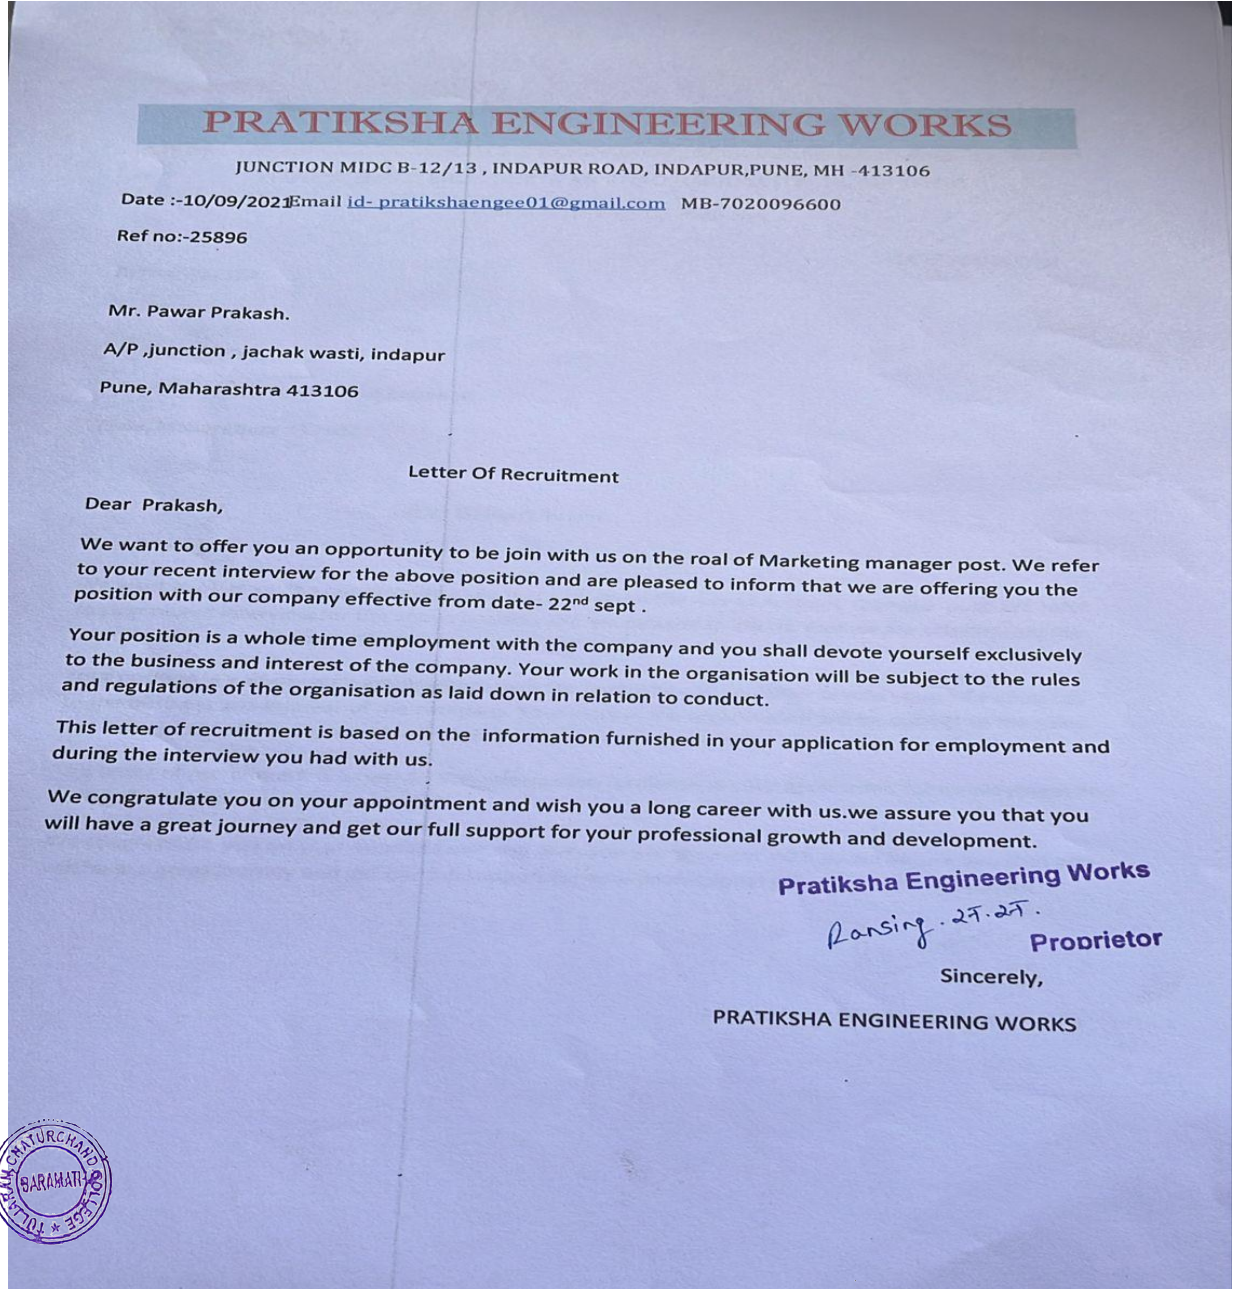 PRATIKSHA ENGINEERING WORKS
JUNCTION MIDC B-12/13 , INDAPUR ROAD, INDAPUR,PUNE, MH -413106
Date :-10/09/2021Email id- pratikshaengee01@gmail.com MB-7020096600
Ref no:-25896
Mr. Pawar Prakash.
A/P ,junction , jachak wasti, indapur
Pune, Maharashtra 413106
Letter Of Recruitment
Dear Prakash,
We want to offer you an opportunity to be join with us on the roal of Marketing manager post. We refer
to your recent interview for the above position and are pleased to inform that we are offering you the
position with our company effective from date- 22nd sept .
Your position is a whole time employment with the company and you shall devote yourself exclusively
to the business and interest of the company. Your work in the organisation will be subject to the rules
and regulations of the organisation as laid down in relation to conduct.
This letter of recruitment is based on the information furnished in your application for employment and
during the interview you had with us.
We congratulate you on your appointment and wish you a long career with us.we assure you that you
will have a great journey and get our full support for your professional growth and development.
Pratiksha Engineering Works
Ransing
Proprietor
Sincerely,
PRATIKSHA ENGINEERING WORKS
CHATURCHAND COLLEGE
BARAMATI